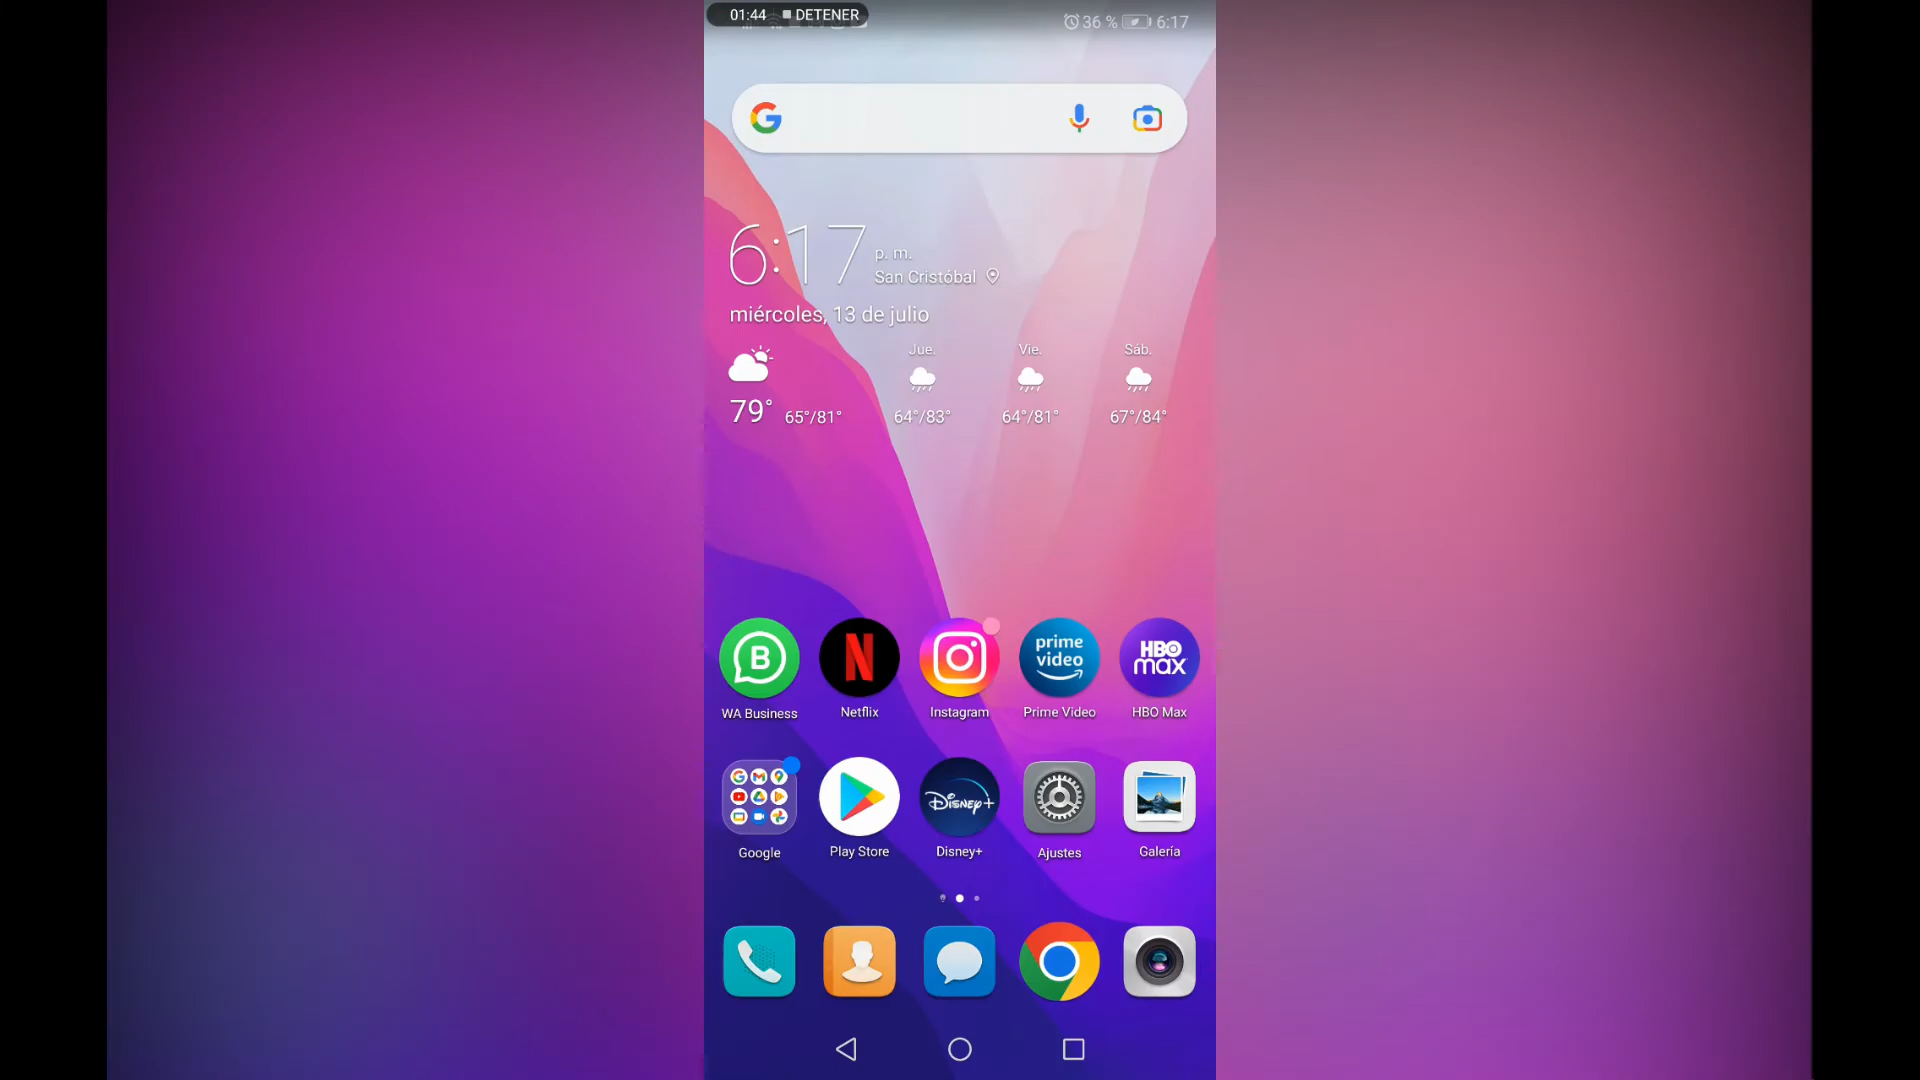 01:44 DETENER
36 % 6:17
6:17 p. m.
San Cristóbal
miércoles, 13 de julio
Jue. Vie. Sáb.
79° 65°/81° 64°/83° 64°/81° 67°/84°
B
N
prime video
HBO max
WA Business Netflix Instagram Prime Video HBO Max
Disney+
Google Play Store Disney+ Ajustes Galería